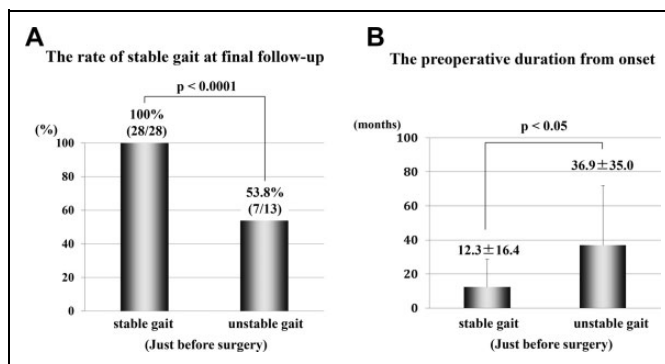 A
The rate of stable gait at final follow-up
p < 0.0001
(%)
100%
(28/28)
53.8%
(7/13)
100
80
60
40
20
0
stable gait unstable gait
(Just before surgery)
B
The preoperative duration from onset
(months)
p < 0.05
36.9±35.0
12.3±16.4
100
80
60
40
20
0
stable gait unstable gait
(Just before surgery)